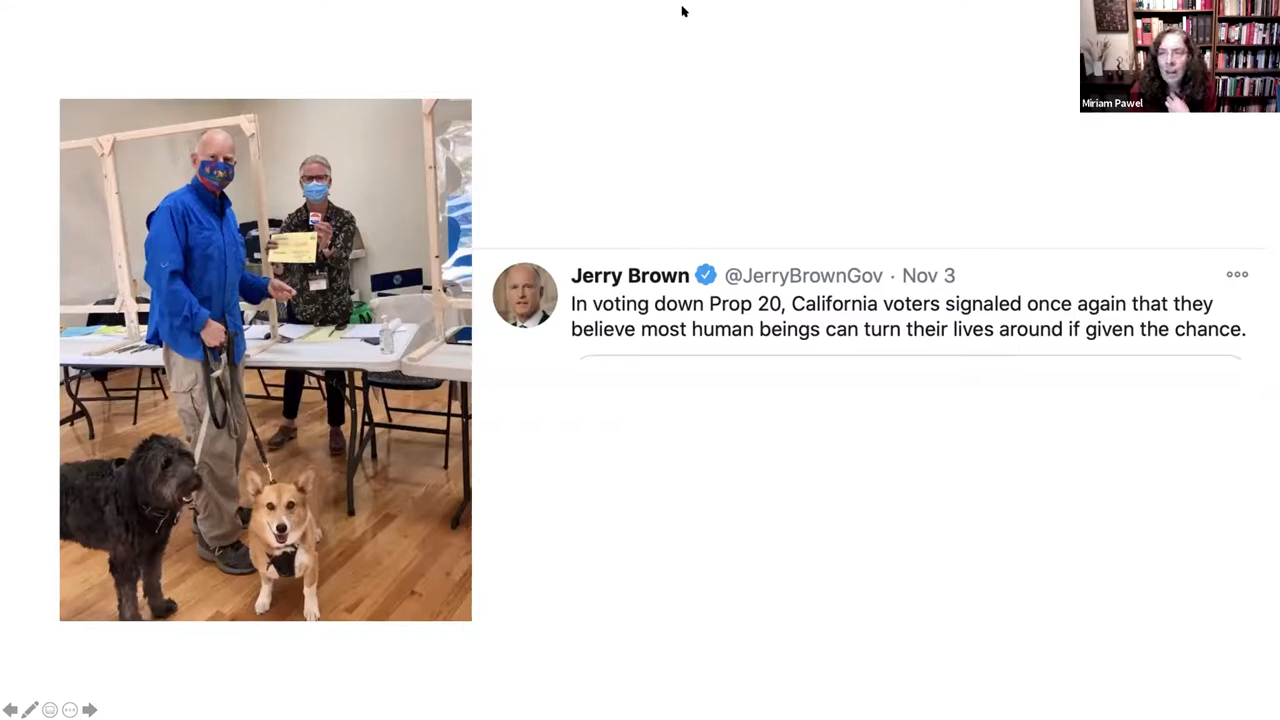 Miriam Pawel
Jerry Brown @JerryBrownGov · Nov 3
In voting down Prop 20, California voters signaled once again that they
believe most human beings can turn their lives around if given the chance.